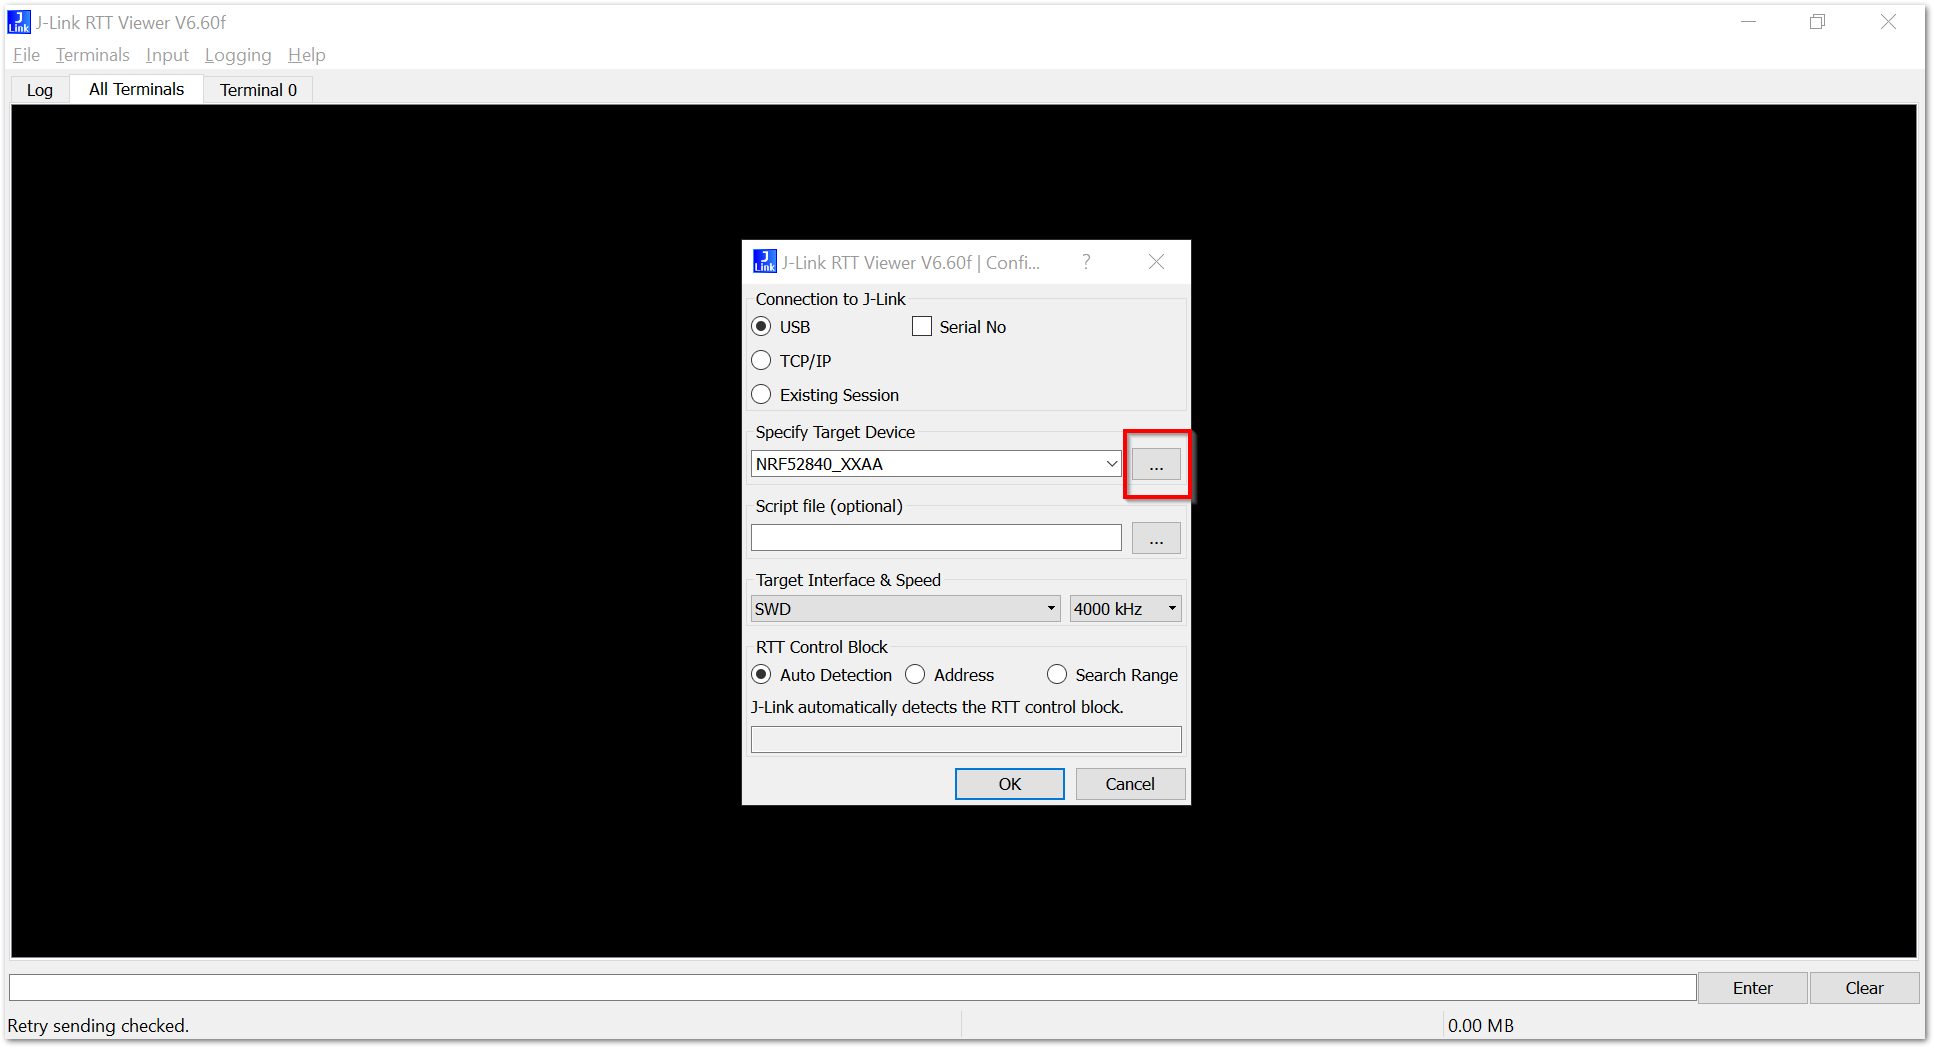 J-Link RTT Viewer V6.60f
File Terminals Input Logging Help
Log All Terminals Terminal 0
J-Link RTT Viewer V6.60f | Confi... ?
Connection to J-Link
USB Serial No
TCP/IP
Existing Session
Specify Target Device
NRF52840_XXAA ...
Script file (optional)
...
Target Interface & Speed
SWD 4000 kHz
RTT Control Block
Auto Detection Address Search Range
J-Link automatically detects the RTT control block.
OK Cancel
Enter Clear
Retry sending checked. 0.00 MB